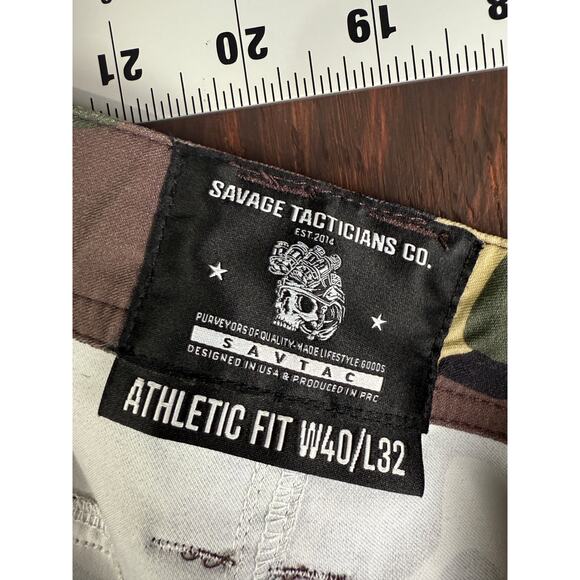 21 20 19 18
SAVAGE TACTICIANS CO.
EST. 2014
PURVEYORS OF QUALITY-MADE LIFESTYLE GOODS
SAVTAC
DESIGNED IN USA & PRODUCED IN PRC
ATHLETIC FIT W40/L32